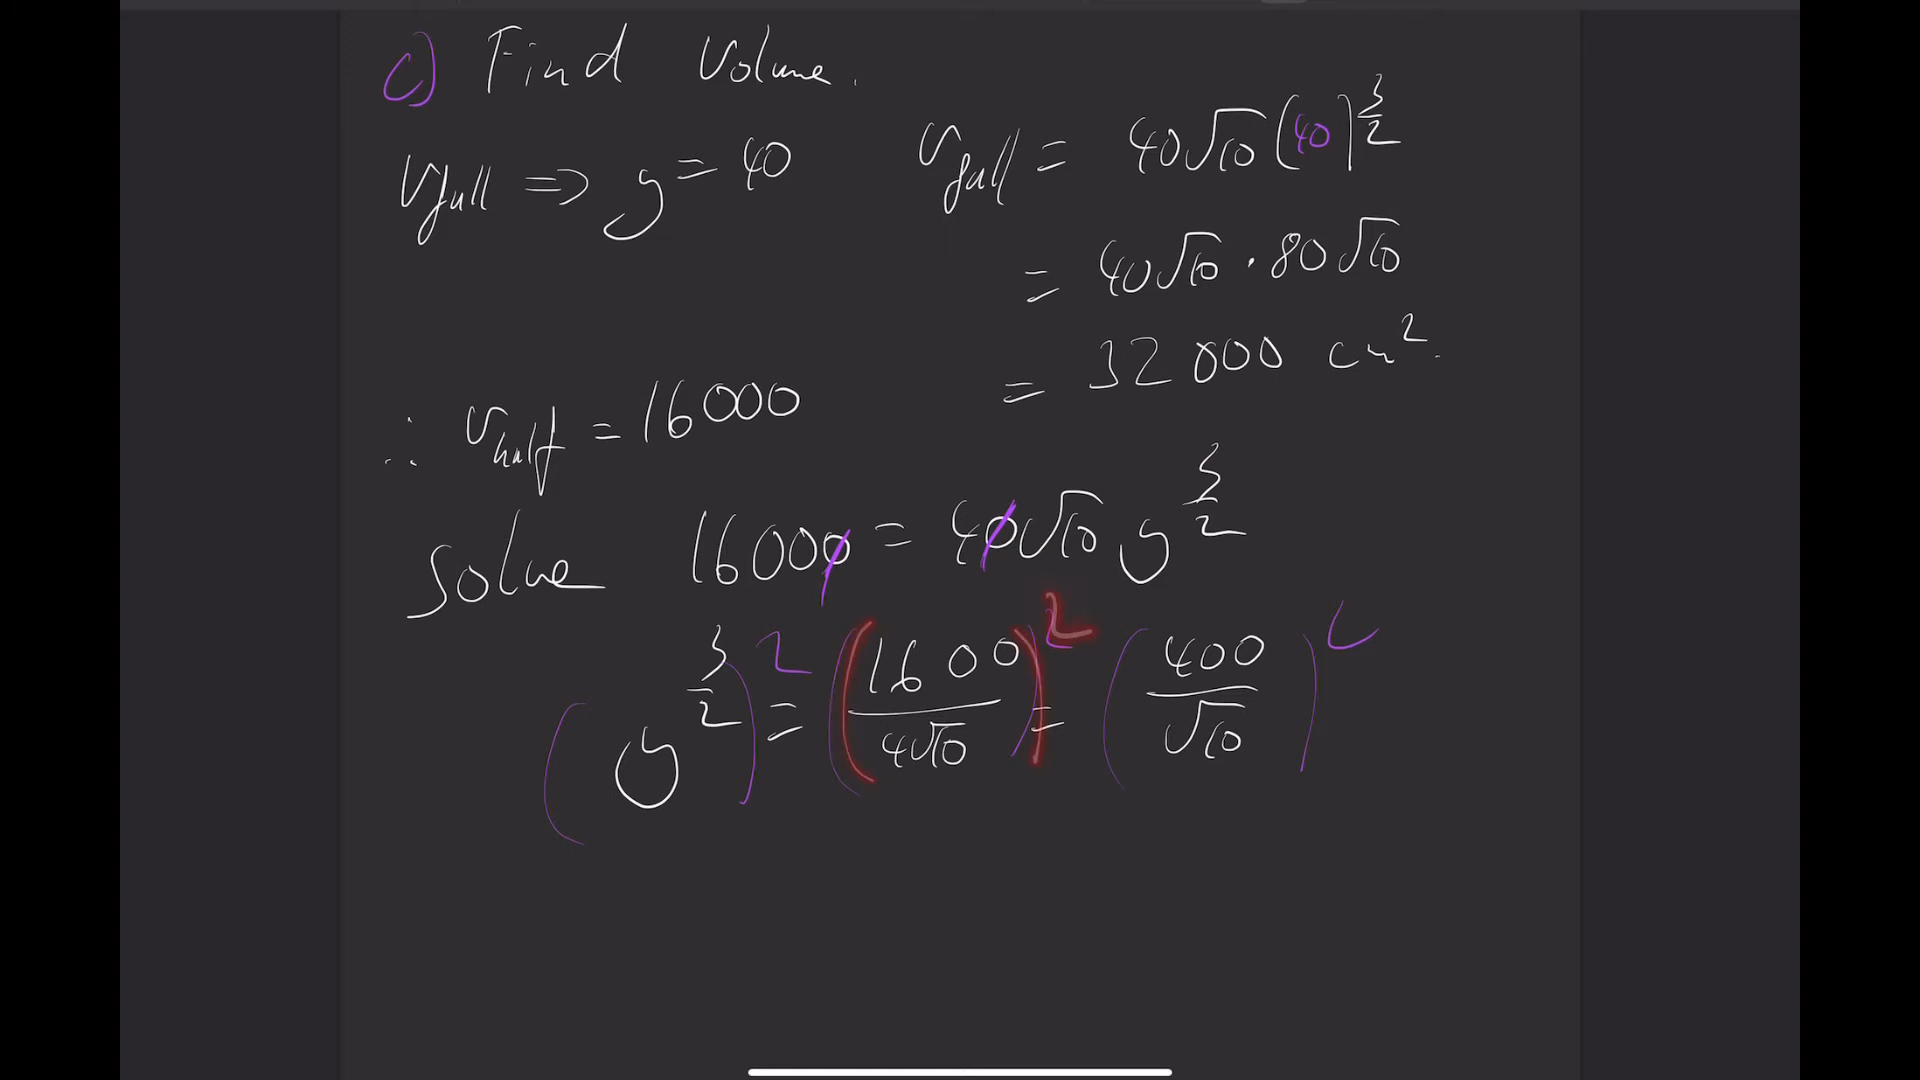 c) Find Volume.
Vfull ⇒ y = 40
Vfull = 40√10 (40)^3/2
= 40√10 · 80√10
= 32 000 cm².
∴ Vhalf = 16000
Solve 16000 = 40√10 y^3/2
(y^3/2)² = (1600/4√10)² = (400/√10)²